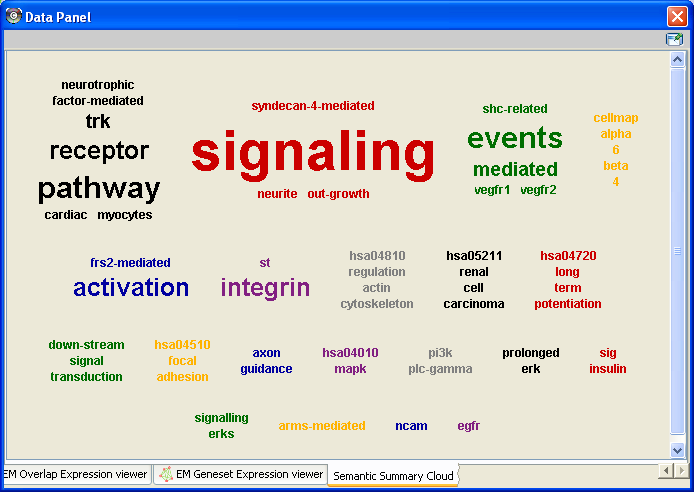 Data Panel
neurotrophic
factor-mediated
trk
receptor
pathway
cardiac myocytes
syndecan-4-mediated
signaling
neurite out-growth
shc-related
events
mediated
vegfr1 vegfr2
cellmap
alpha
6
beta
4
frs2-mediated
activation
st
integrin
hsa04810
regulation
actin
cytoskeleton
hsa05211
renal
cell
carcinoma
hsa04720
long
term
potentiation
down-stream
signal
transduction
hsa04510
focal
adhesion
axon
guidance
hsa04010
mapk
pi3k
plc-gamma
prolonged
erk
sig
insulin
signalling
erks
arms-mediated
ncam
egfr
EM Overlap Expression viewer
EM Geneset Expression viewer
Semantic Summary Cloud